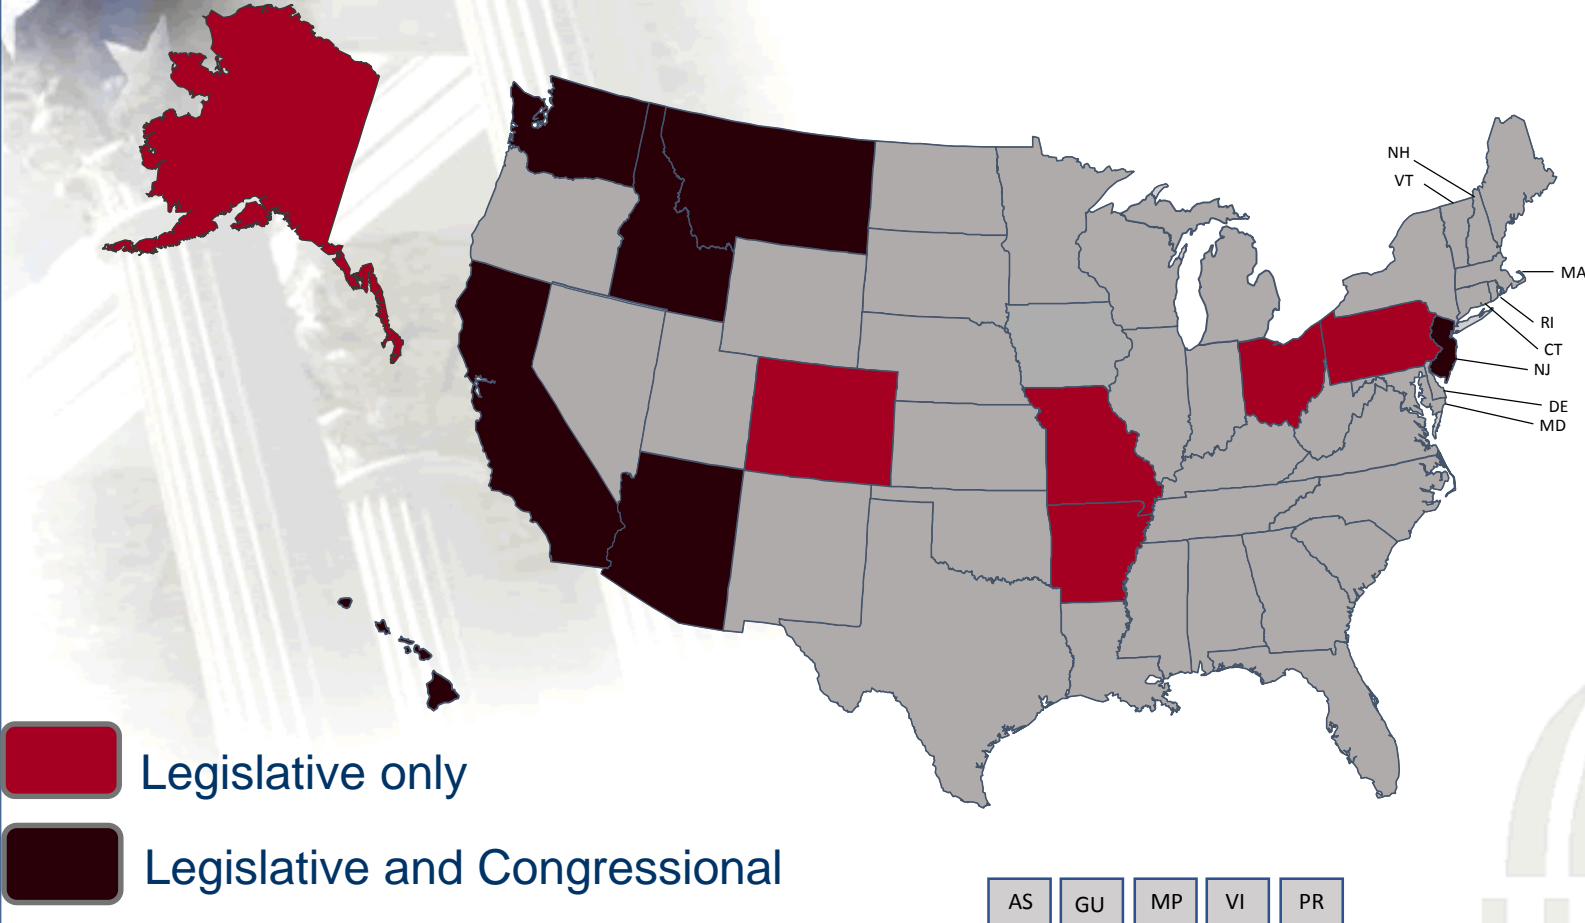 NH
VT
MA
RI
CT
NJ
DE
MD
Legislative only
Legislative and Congressional
AS GU MP VI PR